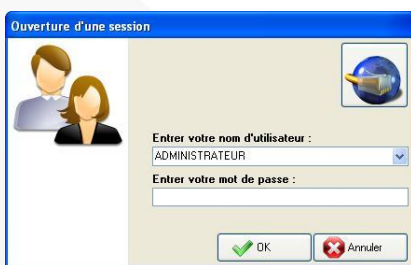 Ouverture d'une session
Entrer votre nom d'utilisateur :
ADMINISTRATEUR
Entrer votre mot de passe :
OK
Annuler